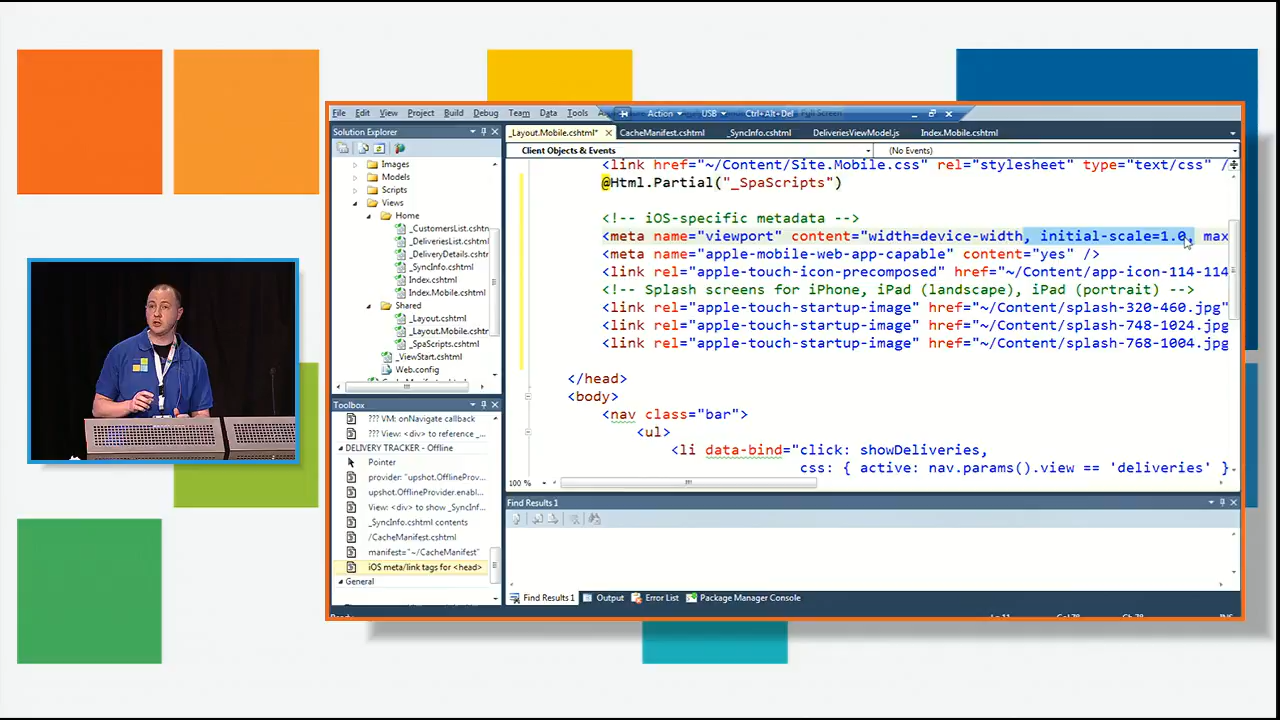 File Edit View Project Build Debug Team Data Tools
Action USB Ctrl+Alt+Del Full Screen
Solution Explorer
Images
Models
Scripts
Views
Home
_CustomersList.cshtn
_DeliveriesList.cshtml
_DeliveryDetails.cshtm
_SyncInfo.cshtml
Index.cshtml
Index.Mobile.cshtml
Shared
_Layout.cshtml
_Layout.Mobile.cshtm
_SpaScripts.cshtml
_ViewStart.cshtml
Web.config
Toolbox
??? VM: onNavigate callback
??? View: <div> to reference _...
DELIVERY TRACKER - Offline
Pointer
provider: "upshot.OfflineProvider...
upshot.OfflineProvider.enabl...
View: <div> to show _SyncInf...
_SyncInfo.cshtml contents
/CacheManifest.cshtml
manifest="~/CacheManifest"
iOS meta/link tags for <head>
General
_Layout.Mobile.cshtml* CacheManifest.cshtml _SyncInfo.cshtml DeliveriesViewModel.js Index.Mobile.cshtml
Client Objects & Events (No Events)
<link href="~/Content/Site.Mobile.css" rel="stylesheet" type="text/css" /
@Html.Partial("_SpaScripts")
<!-- iOS-specific metadata -->
<meta name="viewport" content="width=device-width, initial-scale=1.0, max
<meta name="apple-mobile-web-app-capable" content="yes" />
<link rel="apple-touch-icon-precomposed" href="~/Content/app-icon-114-114
<!-- Splash screens for iPhone, iPad (landscape), iPad (portrait) -->
<link rel="apple-touch-startup-image" href="~/Content/splash-320-460.jpg"
<link rel="apple-touch-startup-image" href="~/Content/splash-748-1024.jpg
<link rel="apple-touch-startup-image" href="~/Content/splash-768-1004.jpg
</head>
<body>
<nav class="bar">
<ul>
<li data-bind="click: showDeliveries,
css: { active: nav.params().view == 'deliveries' }
100 %
Find Results 1
Find Results 1 Output Error List Package Manager Console